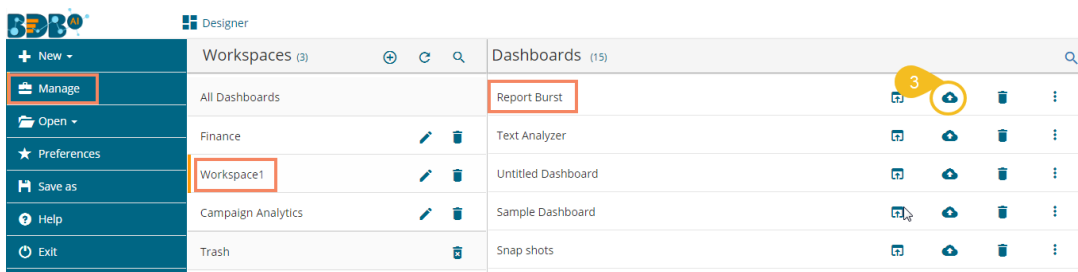 BDB AI
Designer
New
Manage
Open
Preferences
Save as
Help
Exit
Workspaces (3)
All Dashboards
Finance
Workspace1
Campaign Analytics
Trash
Dashboards (15)
3
Report Burst
Text Analyzer
Untitled Dashboard
Sample Dashboard
Snap shots